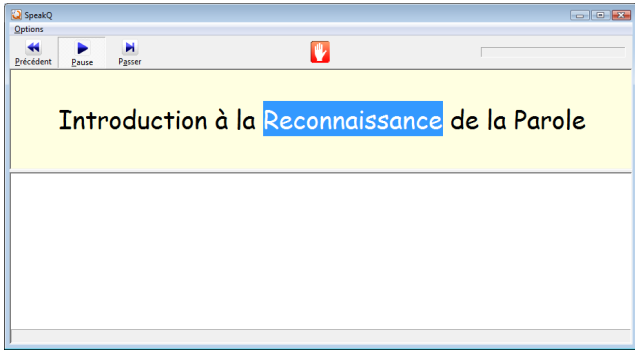 SpeakQ
Options
Précédent Pause Passer
Introduction à la Reconnaissance de la Parole